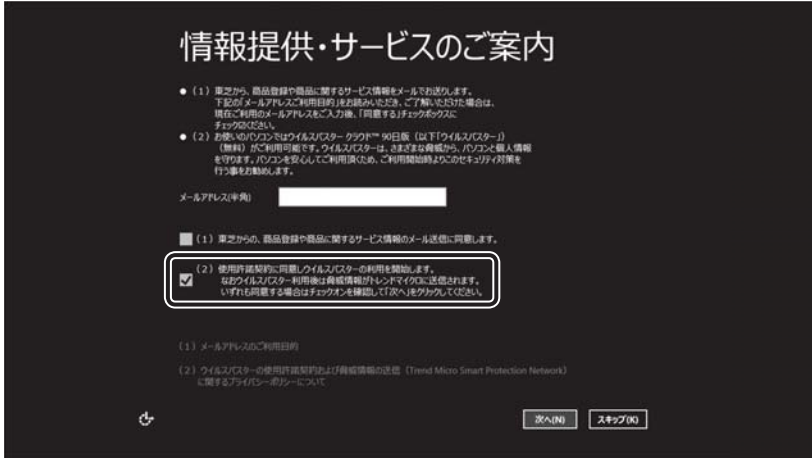 情報提供・サービスのご案内
● (1) 東芝から、商品登録や商品に関するサービス情報をメールでお送りします。
下記の「メールアドレスご利用目的」をお読みいただき、ご了解いただけた場合は、
現在ご利用のメールアドレスをご入力後、「同意する」チェックボックスに
チェックください。
● (2) お使いのパソコンではウイルスバスター クラウド™ 90日版 (以下「ウイルスバスター」)
(無料) がご利用可能です。ウイルスバスターは、さまざまな脅威から、パソコンと個人情報
を守ります。パソコンを安心してご利用頂くため、ご利用開始時よりこのセキュリティ対策を
行う事をお勧めします。
メールアドレス(半角)
(1) 東芝からの、商品登録や商品に関するサービス情報のメール送信に同意します。
(2) 使用許諾契約に同意しウイルスバスターの利用を開始します。
なおウイルスバスター利用後は脅威情報がトレンドマイクロに送信されます。
いずれも同意する場合はチェックオンを確認して「次へ」をクリックしてください。
(1) メールアドレスのご利用目的
(2) ウイルスバスターの使用許諾契約および脅威情報の送信 (Trend Micro Smart Protection Network)
に関するプライバシーポリシーについて
次へ(N) スキップ(K)